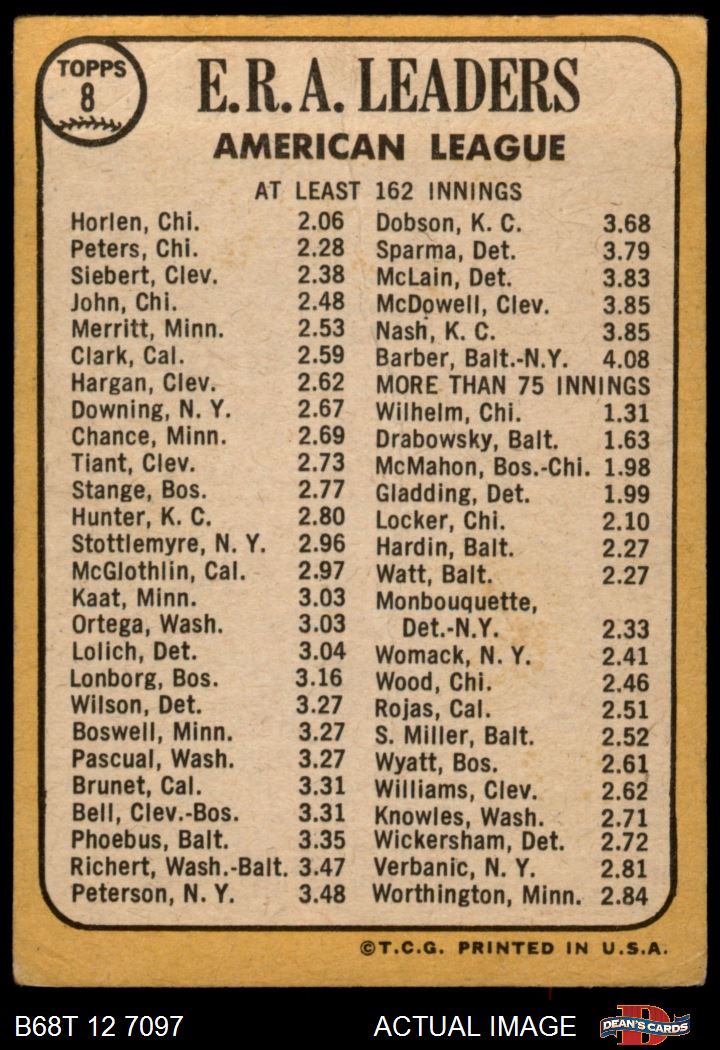 TOPPS
8
E.R.A. LEADERS
AMERICAN LEAGUE
AT LEAST 162 INNINGS
Horlen, Chi. 2.06
Peters, Chi. 2.28
Siebert, Clev. 2.38
John, Chi. 2.48
Merritt, Minn. 2.53
Clark, Cal. 2.59
Hargan, Clev. 2.62
Downing, N. Y. 2.67
Chance, Minn. 2.69
Tiant, Clev. 2.73
Stange, Bos. 2.77
Hunter, K. C. 2.80
Stottlemyre, N. Y. 2.96
McGlothlin, Cal. 2.97
Kaat, Minn. 3.03
Ortega, Wash. 3.03
Lolich, Det. 3.04
Lonborg, Bos. 3.16
Wilson, Det. 3.27
Boswell, Minn. 3.27
Pascual, Wash. 3.27
Brunet, Cal. 3.31
Bell, Clev.-Bos. 3.31
Phoebus, Balt. 3.35
Richert, Wash.-Balt. 3.47
Peterson, N. Y. 3.48
Dobson, K. C. 3.68
Sparma, Det. 3.79
McLain, Det. 3.83
McDowell, Clev. 3.85
Nash, K. C. 3.85
Barber, Balt.-N.Y. 4.08
MORE THAN 75 INNINGS
Wilhelm, Chi. 1.31
Drabowsky, Balt. 1.63
McMahon, Bos.-Chi. 1.98
Gladding, Det. 1.99
Locker, Chi. 2.10
Hardin, Balt. 2.27
Watt, Balt. 2.27
Monbouquette,
Det.-N.Y. 2.33
Womack, N. Y. 2.41
Wood, Chi. 2.46
Rojas, Cal. 2.51
S. Miller, Balt. 2.52
Wyatt, Bos. 2.61
Williams, Clev. 2.62
Knowles, Wash. 2.71
Wickersham, Det. 2.72
Verbanic, N. Y. 2.81
Worthington, Minn. 2.84
©T.C.G. PRINTED IN U.S.A.
B68T 12 7097 ACTUAL IMAGE
D
DEAN'S CARDS